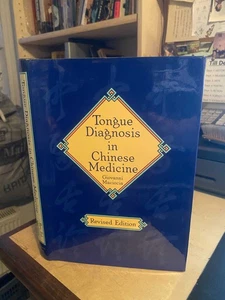 Tongue
Diagnosis
in
Chinese
Medicine
Giovanni
Maciocia
Revised Edition